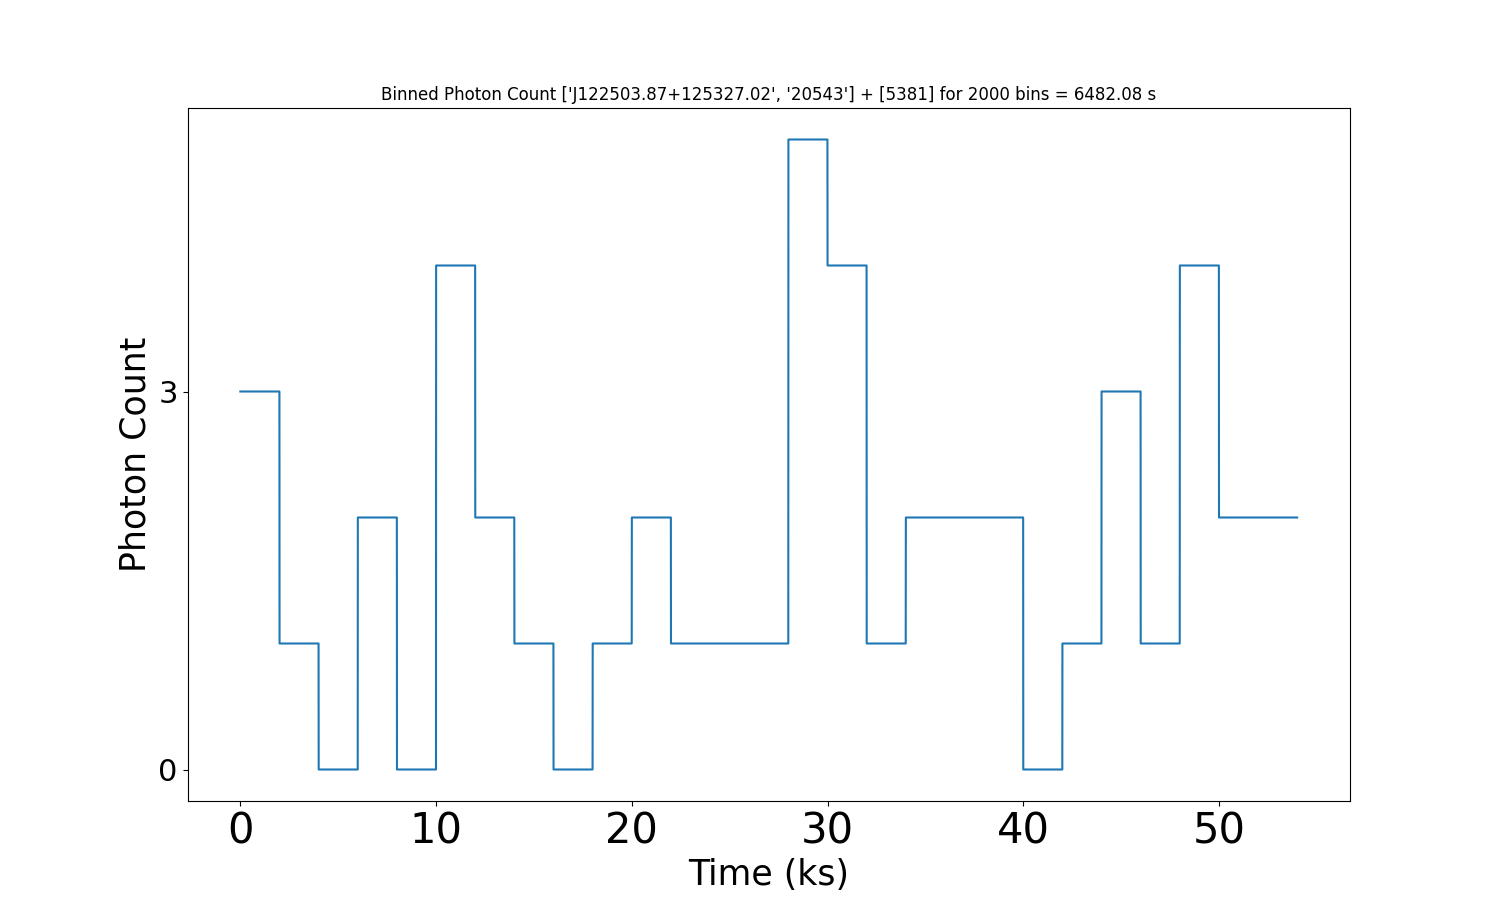 Binned Photon Count ['J122503.87+125327.02', '20543'] + [5381] for 2000 bins = 6482.08 s
Photon Count
3
0
0 10 20 30 40 50
Time (ks)